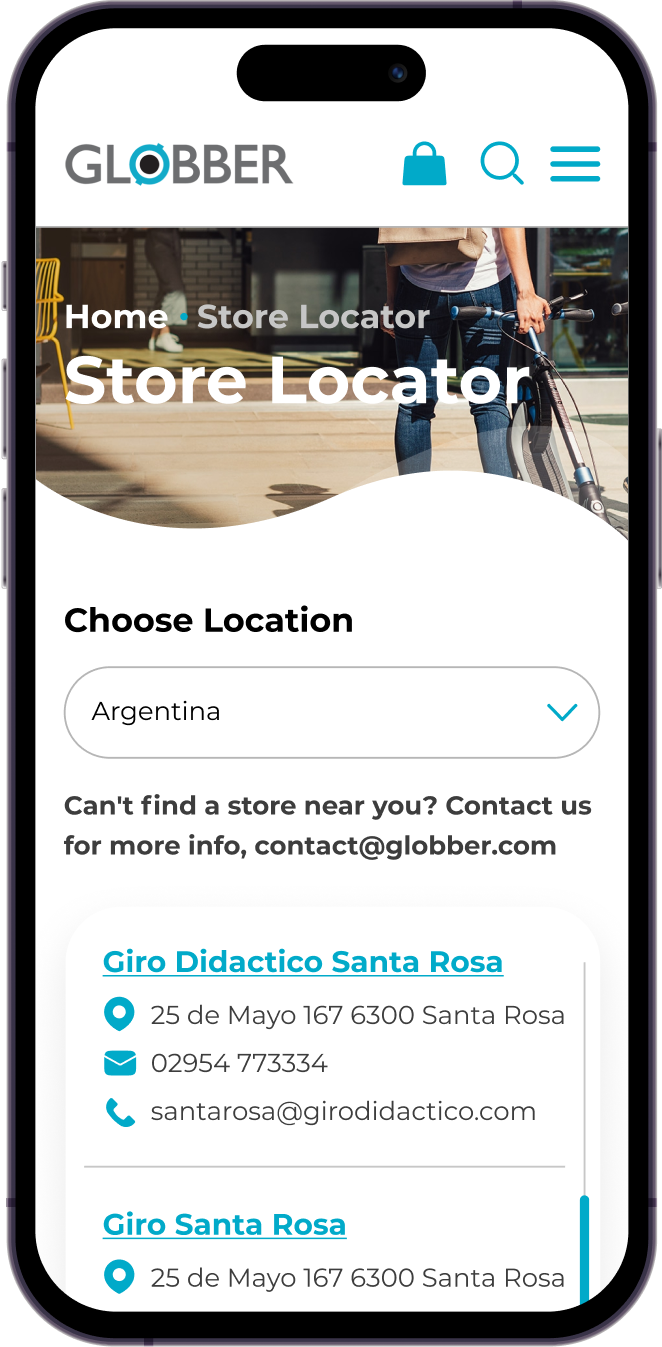 GLOBBER
Home • Store Locator
Store Locator
Choose Location
Argentina
Can't find a store near you? Contact us
for more info, contact@globber.com
Giro Didactico Santa Rosa
25 de Mayo 167 6300 Santa Rosa
02954 773334
santarosa@girodidactico.com
Giro Santa Rosa
25 de Mayo 167 6300 Santa Rosa